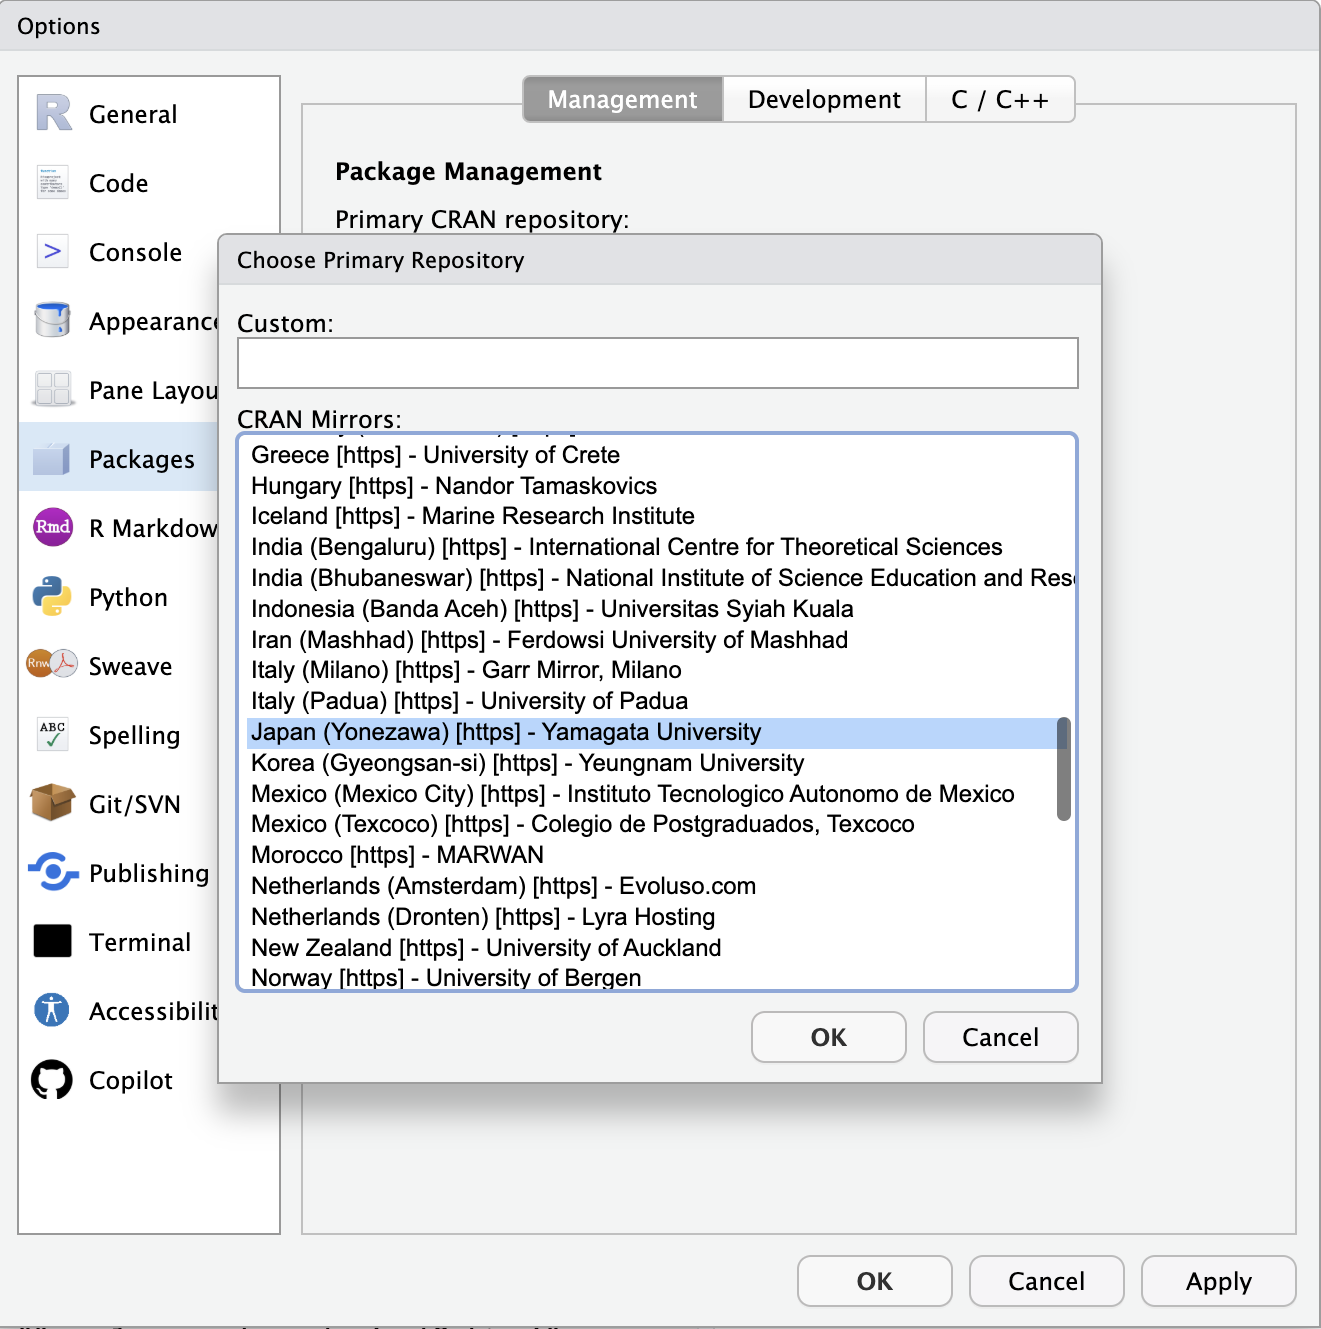 Options
General
Code
Console
Appearance
Pane Layou
Packages
Rmd
R Markdow
Python
Rnw
Sweave
ABC
Spelling
Git/SVN
Publishing
Terminal
Accessibilit
Copilot
Management
Development
C / C++
Package Management
Primary CRAN repository:
Choose Primary Repository
Custom:
CRAN Mirrors:
Greece [https] - University of Crete
Hungary [https] - Nandor Tamaskovics
Iceland [https] - Marine Research Institute
India (Bengaluru) [https] - International Centre for Theoretical Sciences
India (Bhubaneswar) [https] - National Institute of Science Education and Rese
Indonesia (Banda Aceh) [https] - Universitas Syiah Kuala
Iran (Mashhad) [https] - Ferdowsi University of Mashhad
Italy (Milano) [https] - Garr Mirror, Milano
Italy (Padua) [https] - University of Padua
Japan (Yonezawa) [https] - Yamagata University
Korea (Gyeongsan-si) [https] - Yeungnam University
Mexico (Mexico City) [https] - Instituto Tecnologico Autonomo de Mexico
Mexico (Texcoco) [https] - Colegio de Postgraduados, Texcoco
Morocco [https] - MARWAN
Netherlands (Amsterdam) [https] - Evoluso.com
Netherlands (Dronten) [https] - Lyra Hosting
New Zealand [https] - University of Auckland
Norway [https] - University of Bergen
OK
Cancel
OK
Cancel
Apply